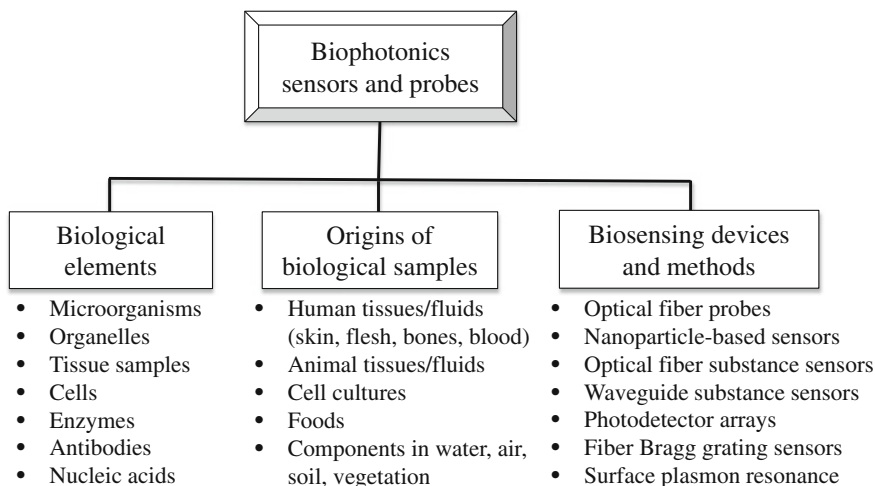 Biophotonics
sensors and probes
Biological
elements
• Microorganisms
• Organelles
• Tissue samples
• Cells
• Enzymes
• Antibodies
• Nucleic acids
Origins of
biological samples
• Human tissues/fluids
(skin, flesh, bones, blood)
• Animal tissues/fluids
• Cell cultures
• Foods
• Components in water, air,
soil, vegetation
Biosensing devices
and methods
• Optical fiber probes
• Nanoparticle-based sensors
• Optical fiber substance sensors
• Waveguide substance sensors
• Photodetector arrays
• Fiber Bragg grating sensors
• Surface plasmon resonance